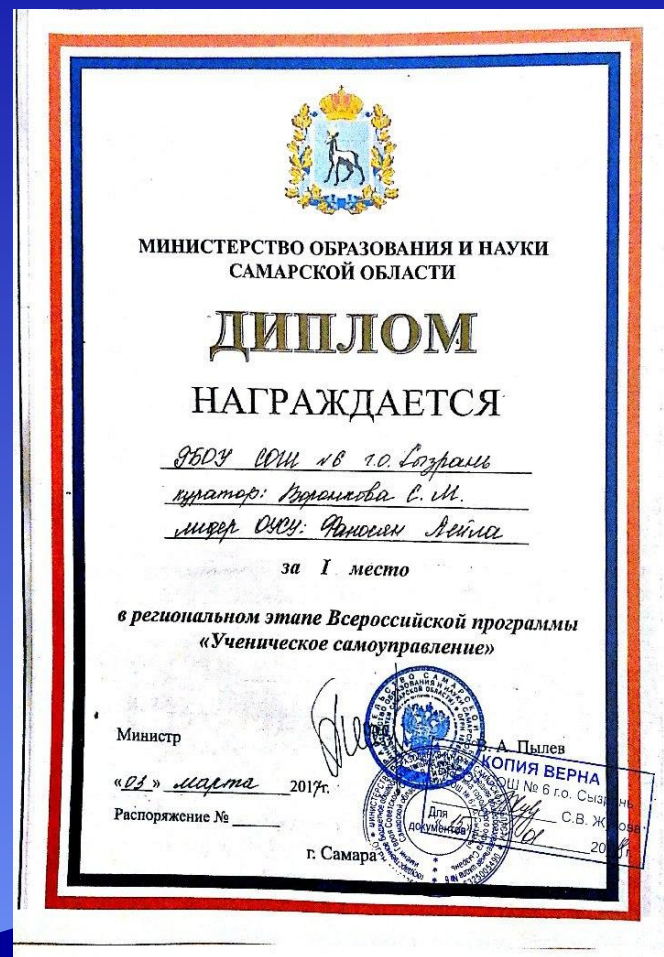 МИНИСТЕРСТВО ОБРАЗОВАНИЯ И НАУКИ
САМАРСКОЙ ОБЛАСТИ
ДИПЛОМ
НАГРАЖДАЕТСЯ
ГБОУ СОШ №6 г.о. Сызрань
куратор: Воронкова С. М.
лидер ОУСУ: Фаносян Лейла
за I место
в региональном этапе Всероссийской программы
«Ученическое самоуправление»
Министр
В. А. Пылев
«03» марта 2017г.
Распоряжение №
г. Самара
КОПИЯ ВЕРНА
СОШ № 6 г.о. Сызрань
С.В.
Для
документов